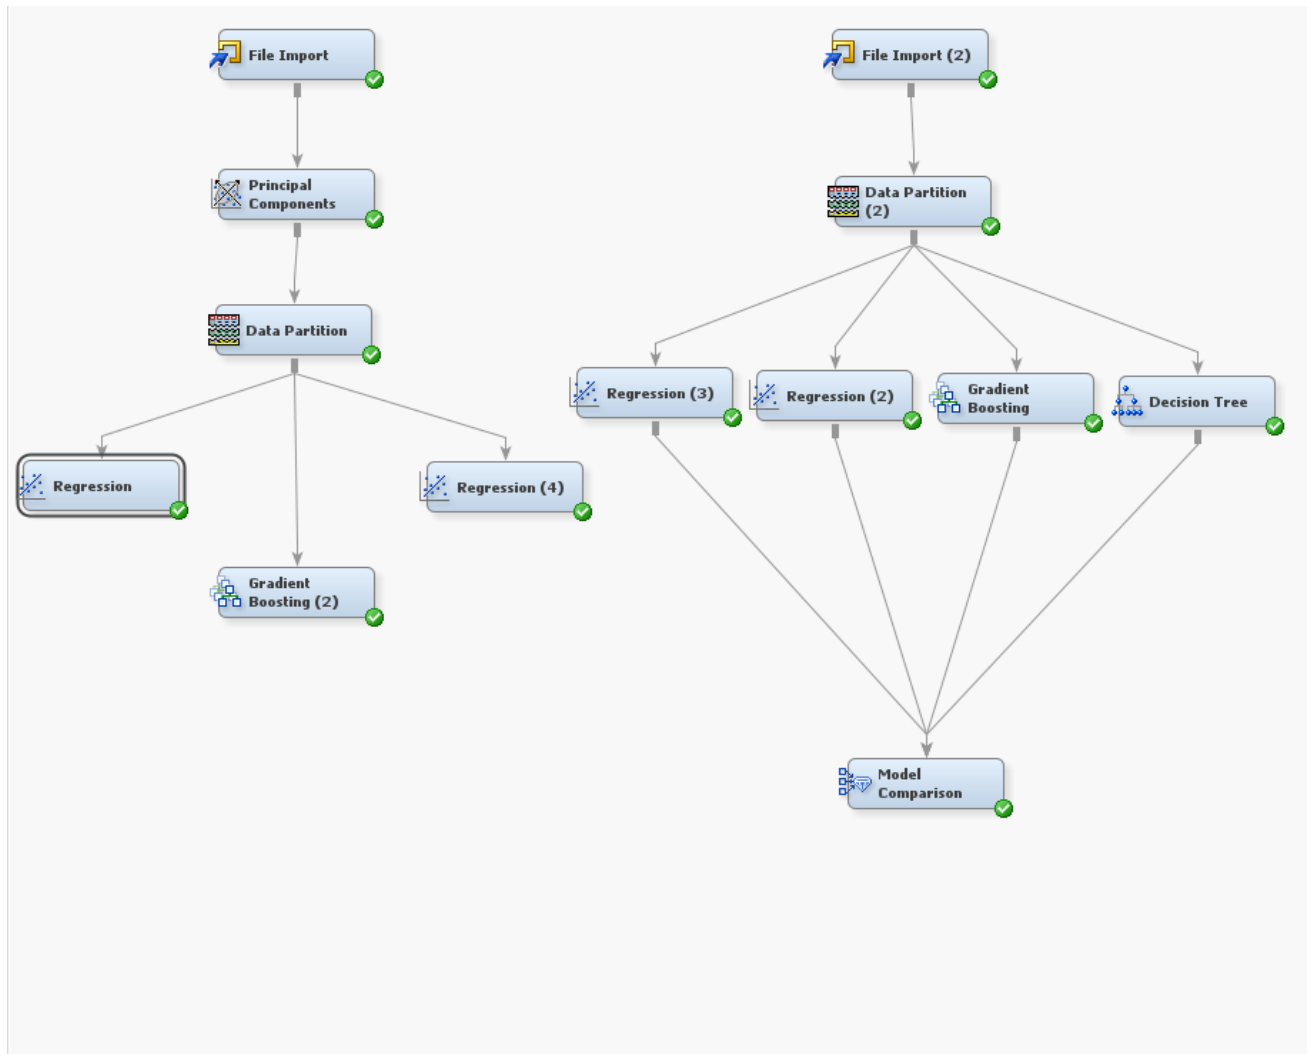 File Import
File Import (2)
Principal
Components
Data Partition
(2)
Data Partition
Regression (3)
Regression (2)
Gradient
Boosting
Decision Tree
Regression
Regression (4)
Gradient
Boosting (2)
Model
Comparison